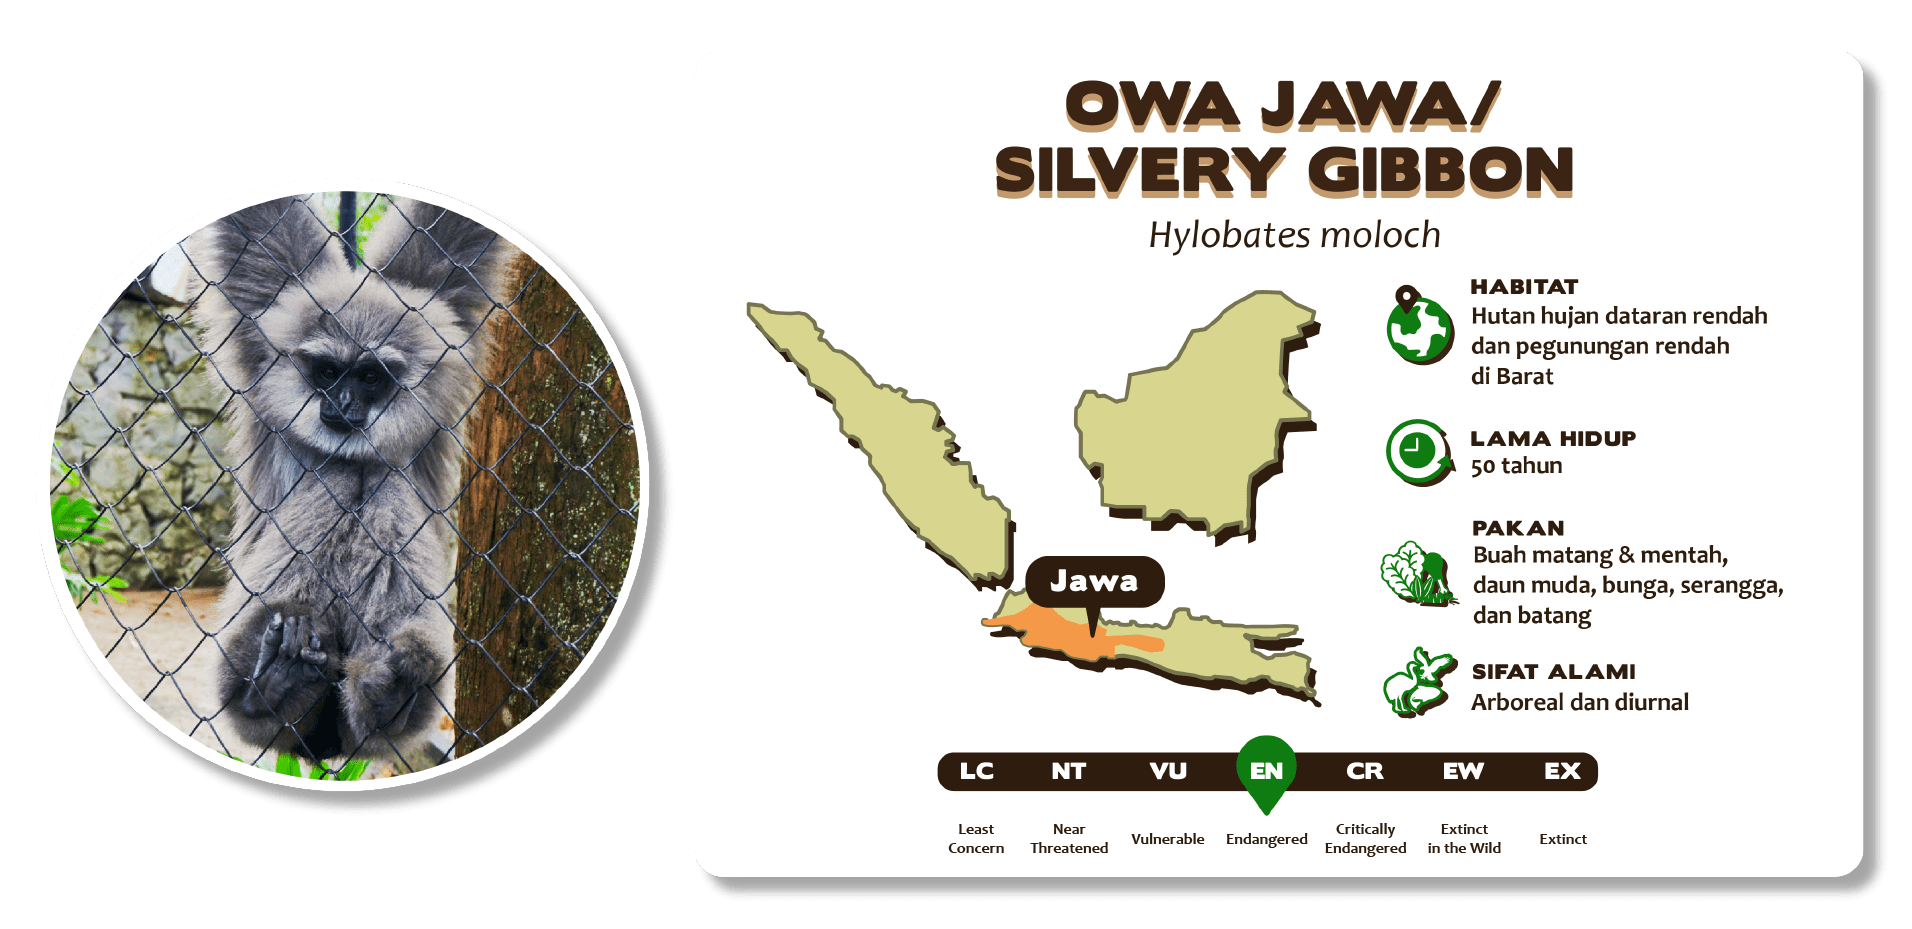 OWA JAWA/
SILVERY GIBBON
Hylobates moloch
HABITAT
Hutan hujan dataran rendah
dan pegunungan rendah
di Barat
LAMA HIDUP
50 tahun
PAKAN
Buah matang & mentah,
daun muda, bunga, serangga,
dan batang
SIFAT ALAMI
Arboreal dan diurnal
Jawa
LC NT VU EN CR EW EX
Least Concern Near Threatened Vulnerable Endangered Critically Endangered Extinct in the Wild Extinct